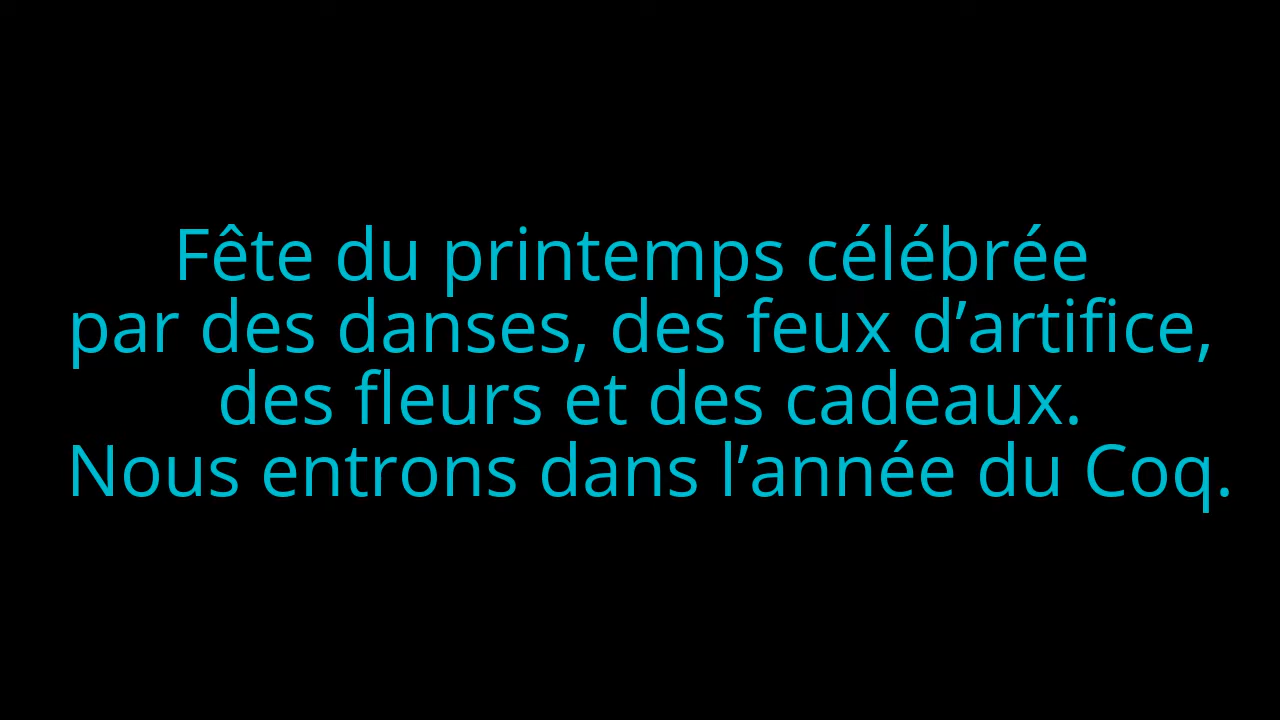 Fête du printemps célébrée
par des danses, des feux d’artifice,
des fleurs et des cadeaux.
Nous entrons dans l’année du Coq.